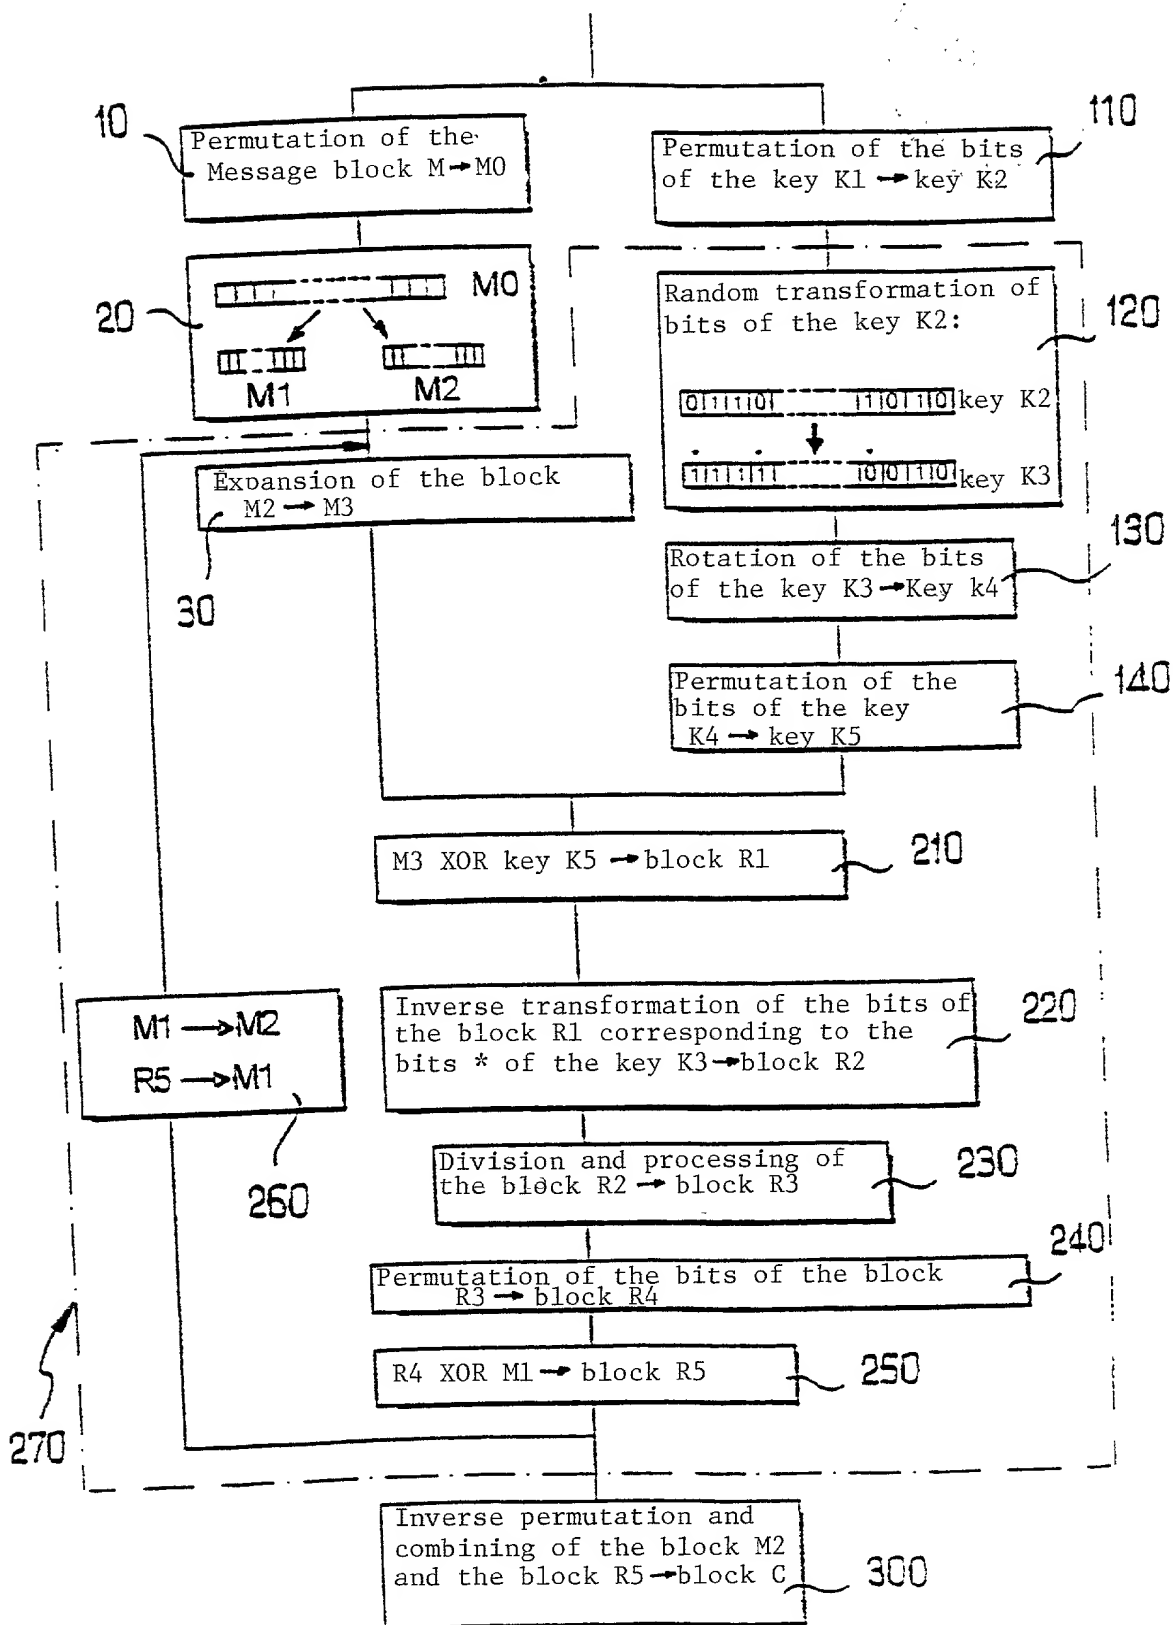 10
Permutation of the
Message block M→M0
110
Permutation of the bits
of the key K1→key K2
20
M0
M1 M2
120
Random transformation of
bits of the key K2:
0 1 1 0 1 0 1 0 key K2
1 1 1 1 0 0 1 0 key K3
Expansion of the block
M2→M3
30
130
Rotation of the bits
of the key K3→Key k4
140
Permutation of the
bits of the key
K4→key K5
M3 XOR key K5→block R1
210
M1→M2
R5→M1
260
Inverse transformation of the bits of
the block R1 corresponding to the
bits * of the key K3→block R2
220
Division and processing of
the block R2→block R3
230
Permutation of the bits of the block
R3→block R4
240
R4 XOR M1→block R5
250
270
Inverse permutation and
combining of the block M2
and the block R5→block C
300